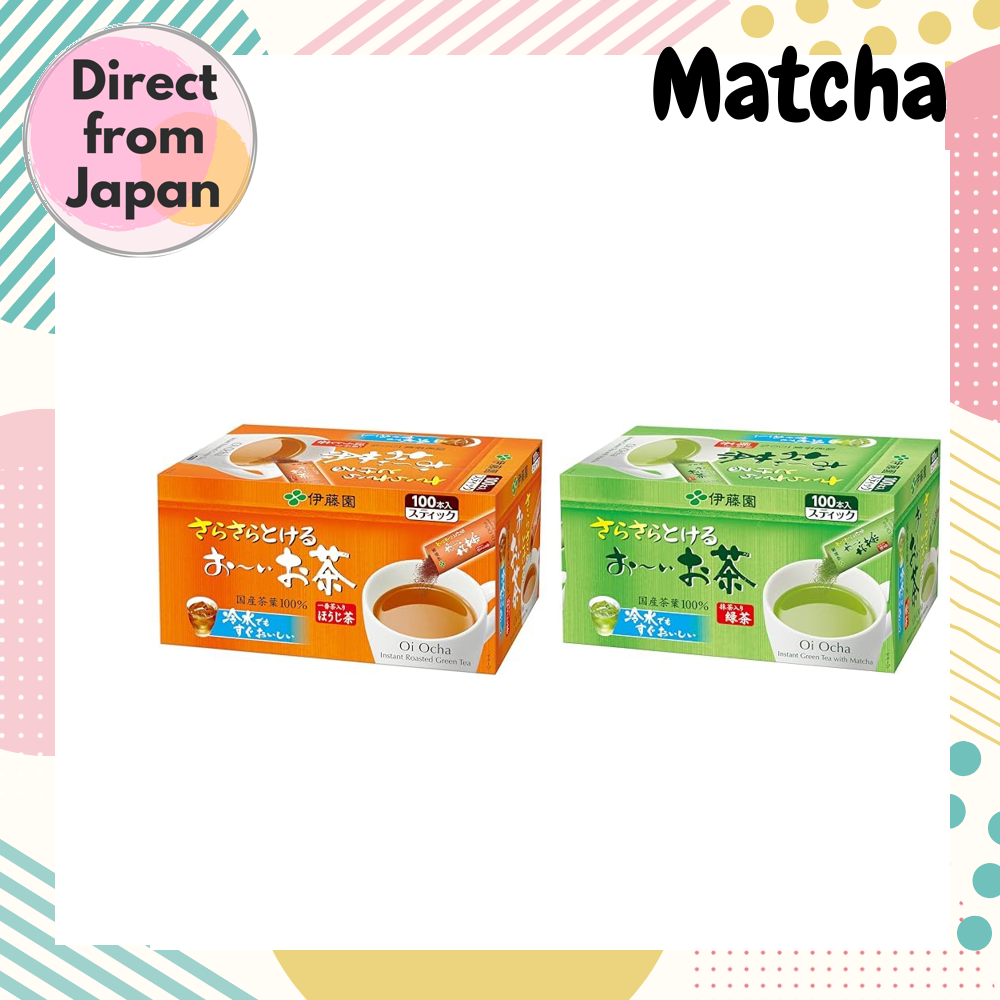 Direct
from
Japan
Matcha
伊藤園
100本入
スティック
さらさらとける
お〜いお茶
国産茶葉100%
冷水でも
すぐおいしい
一番茶入り
ほうじ茶
Oi Ocha
Instant Roasted Green Tea
伊藤園
100本入
スティック
さらさらとける
お〜いお茶
国産茶葉100%
冷水でも
すぐおいしい
抹茶入り
緑茶
Oi Ocha
Instant Green Tea with Matcha